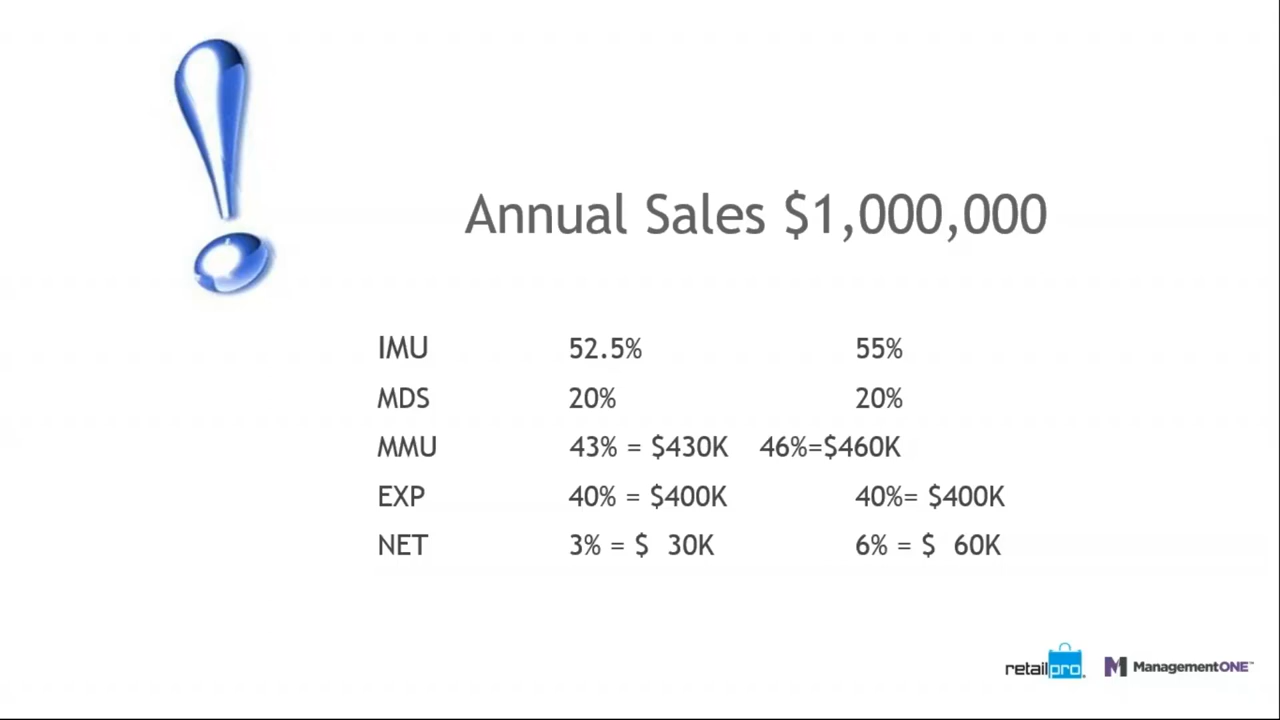 Annual Sales $1,000,000
IMU 52.5% 55%
MDS 20% 20%
MMU 43% = $430K 46%=$460K
EXP 40% = $400K 40%= $400K
NET 3% = $ 30K 6% = $ 60K
retailpro. ManagementONE™